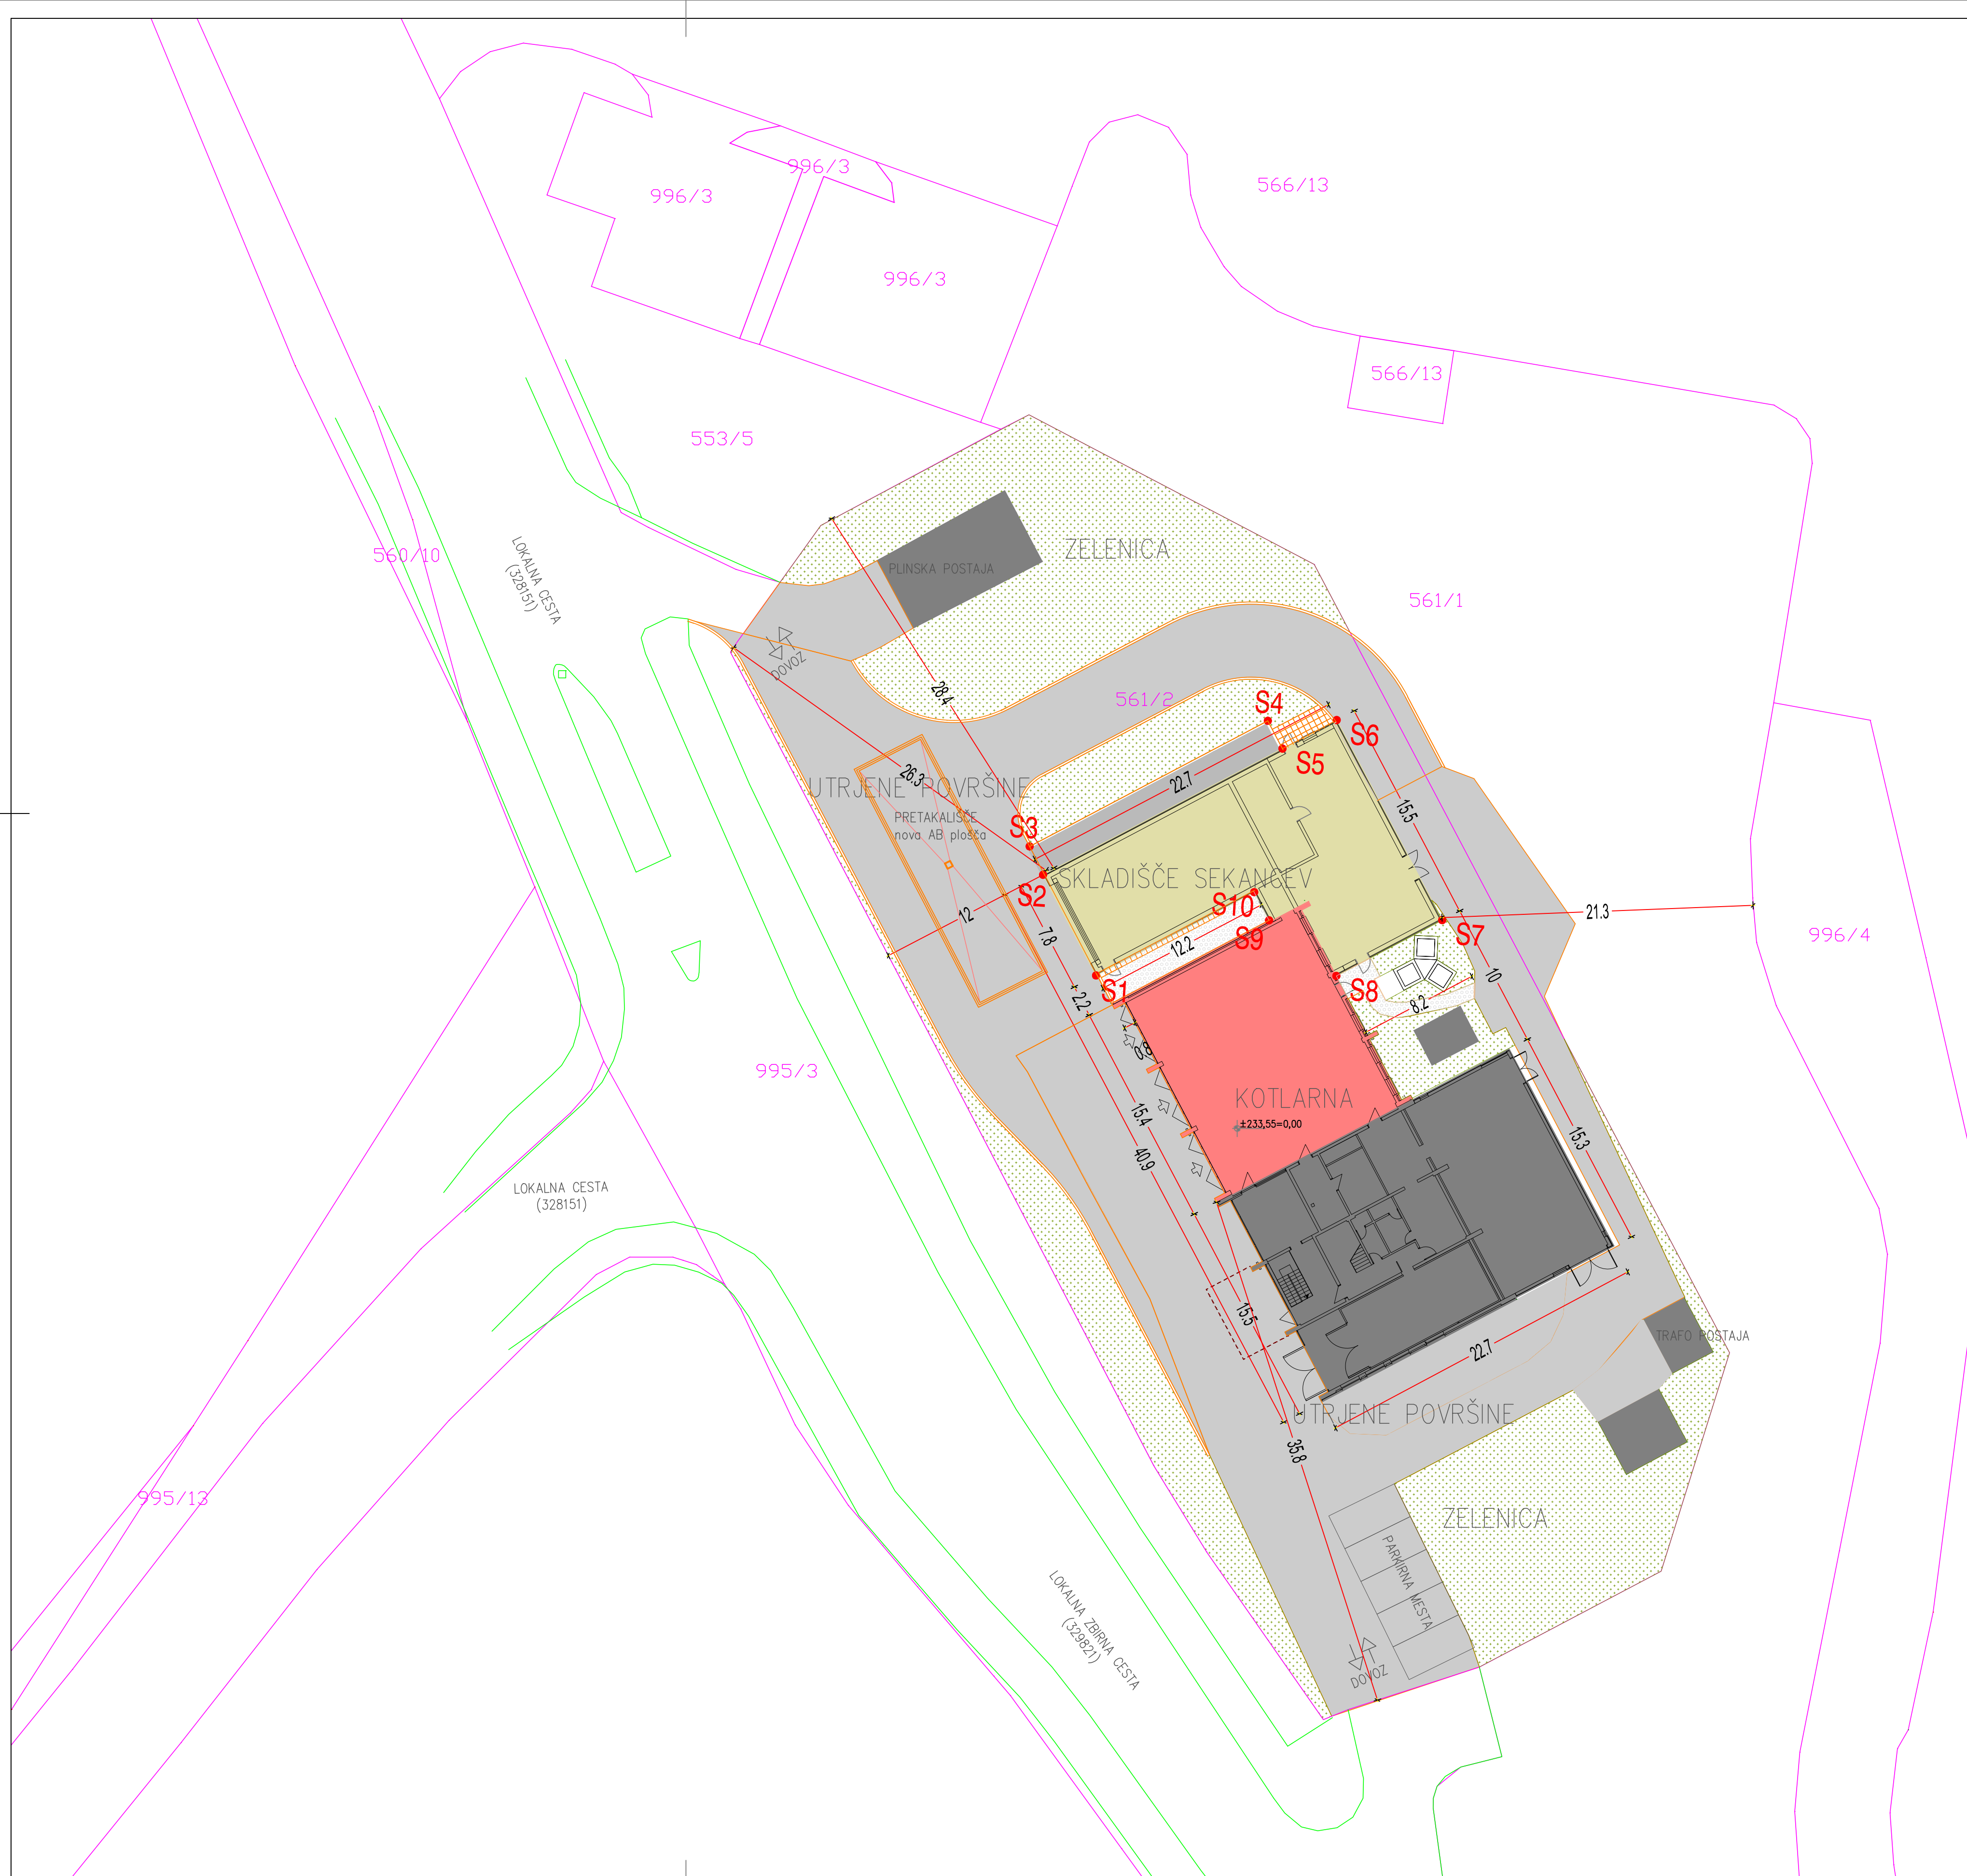 996/3
566/13
996/3
996/3
566/13
553/5
560/10
LOKALNA CESTA
(328151)
ZELENICA
PLINSKA POSTAJA
561/1
DOVOZ
28.4
561/2
S4
S6
S5
26.3
UTRJENE POVRŠINE
22.7
15.5
PRETAKALIŠČE
nova AB plošča
S3
S2
SKLADIŠČE SEKANCEV
S10
12
7.8
12.2
S9
21.3
S7
996/4
S1
S8
10
2.2
8.2
0.8
995/3
KOTLARNA
±233,55=0,00
15.4
15.3
40.9
LOKALNA CESTA
(328151)
15.5
TRAFO POSTAJA
22.7
UTRJENE POVRŠINE
35.8
995/13
ZELENICA
PARKIRNA MESTA
LOKALNA ZBIRNA CESTA
(329821)
DOVOZ